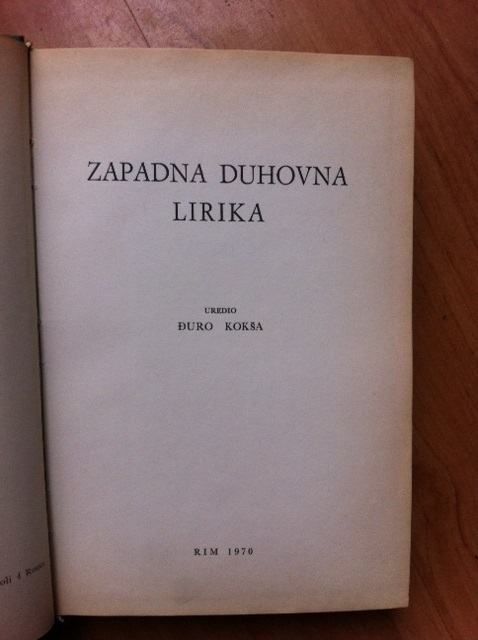 ZAPADNA DUHOVNA
LIRIKA
UREDIO
ĐURO KOKŠA
RIM 1970